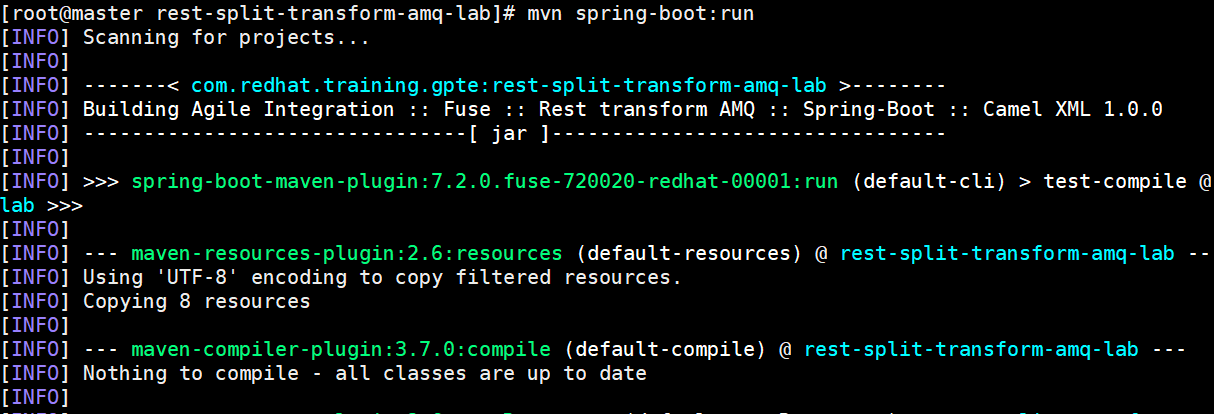 [root@master rest-split-transform-amq-lab]# mvn spring-boot:run
[INFO] Scanning for projects...
[INFO]
[INFO] -------< com.redhat.training.gpte:rest-split-transform-amq-lab >--------
[INFO] Building Agile Integration :: Fuse :: Rest transform AMQ :: Spring-Boot :: Camel XML 1.0.0
[INFO] --------------------------------[ jar ]---------------------------------
[INFO]
[INFO] >>> spring-boot-maven-plugin:7.2.0.fuse-720020-redhat-00001:run (default-cli) > test-compile @
lab >>>
[INFO]
[INFO] --- maven-resources-plugin:2.6:resources (default-resources) @ rest-split-transform-amq-lab --
[INFO] Using 'UTF-8' encoding to copy filtered resources.
[INFO] Copying 8 resources
[INFO]
[INFO] --- maven-compiler-plugin:3.7.0:compile (default-compile) @ rest-split-transform-amq-lab ---
[INFO] Nothing to compile - all classes are up to date
[INFO]